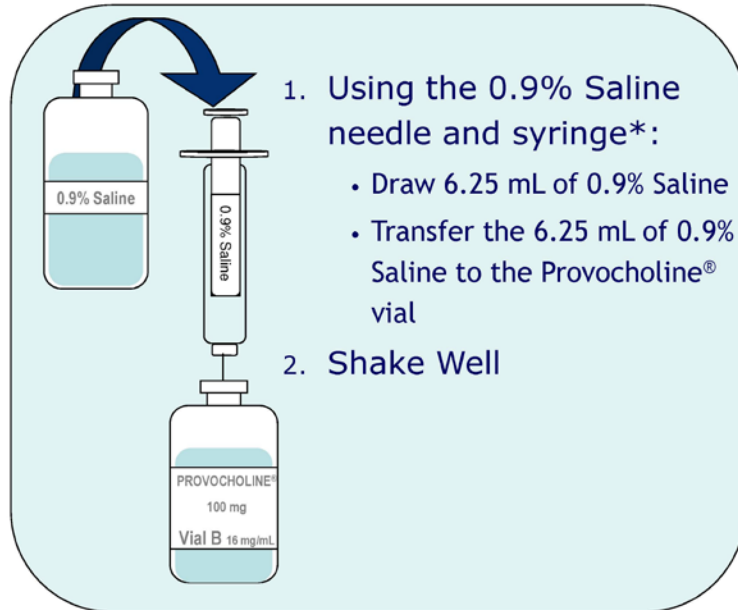 1. Using the 0.9% Saline
needle and syringe*:
• Draw 6.25 mL of 0.9% Saline
• Transfer the 6.25 mL of 0.9%
Saline to the Provocholine®
vial
2. Shake Well
0.9% Saline
0.9% Saline
PROVOCHOLINE®
100 mg
Vial B 16 mg/mL